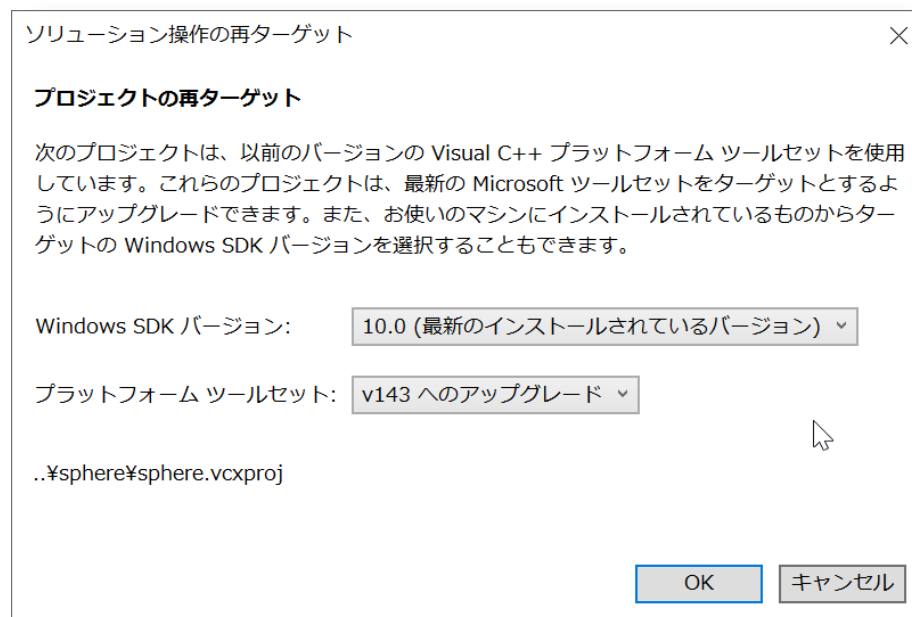 ソリューション操作の再ターゲット
プロジェクトの再ターゲット
次のプロジェクトは、以前のバージョンの Visual C++ プラットフォーム ツールセットを使用
しています。これらのプロジェクトは、最新の Microsoft ツールセットをターゲットとするよ
うにアップグレードできます。また、お使いのマシンにインストールされているものからター
ゲットの Windows SDK バージョンを選択することもできます。
Windows SDK バージョン: 10.0 (最新のインストールされているバージョン)
プラットフォーム ツールセット: v143 へのアップグレード
..¥sphere¥sphere.vcxproj
OK キャンセル